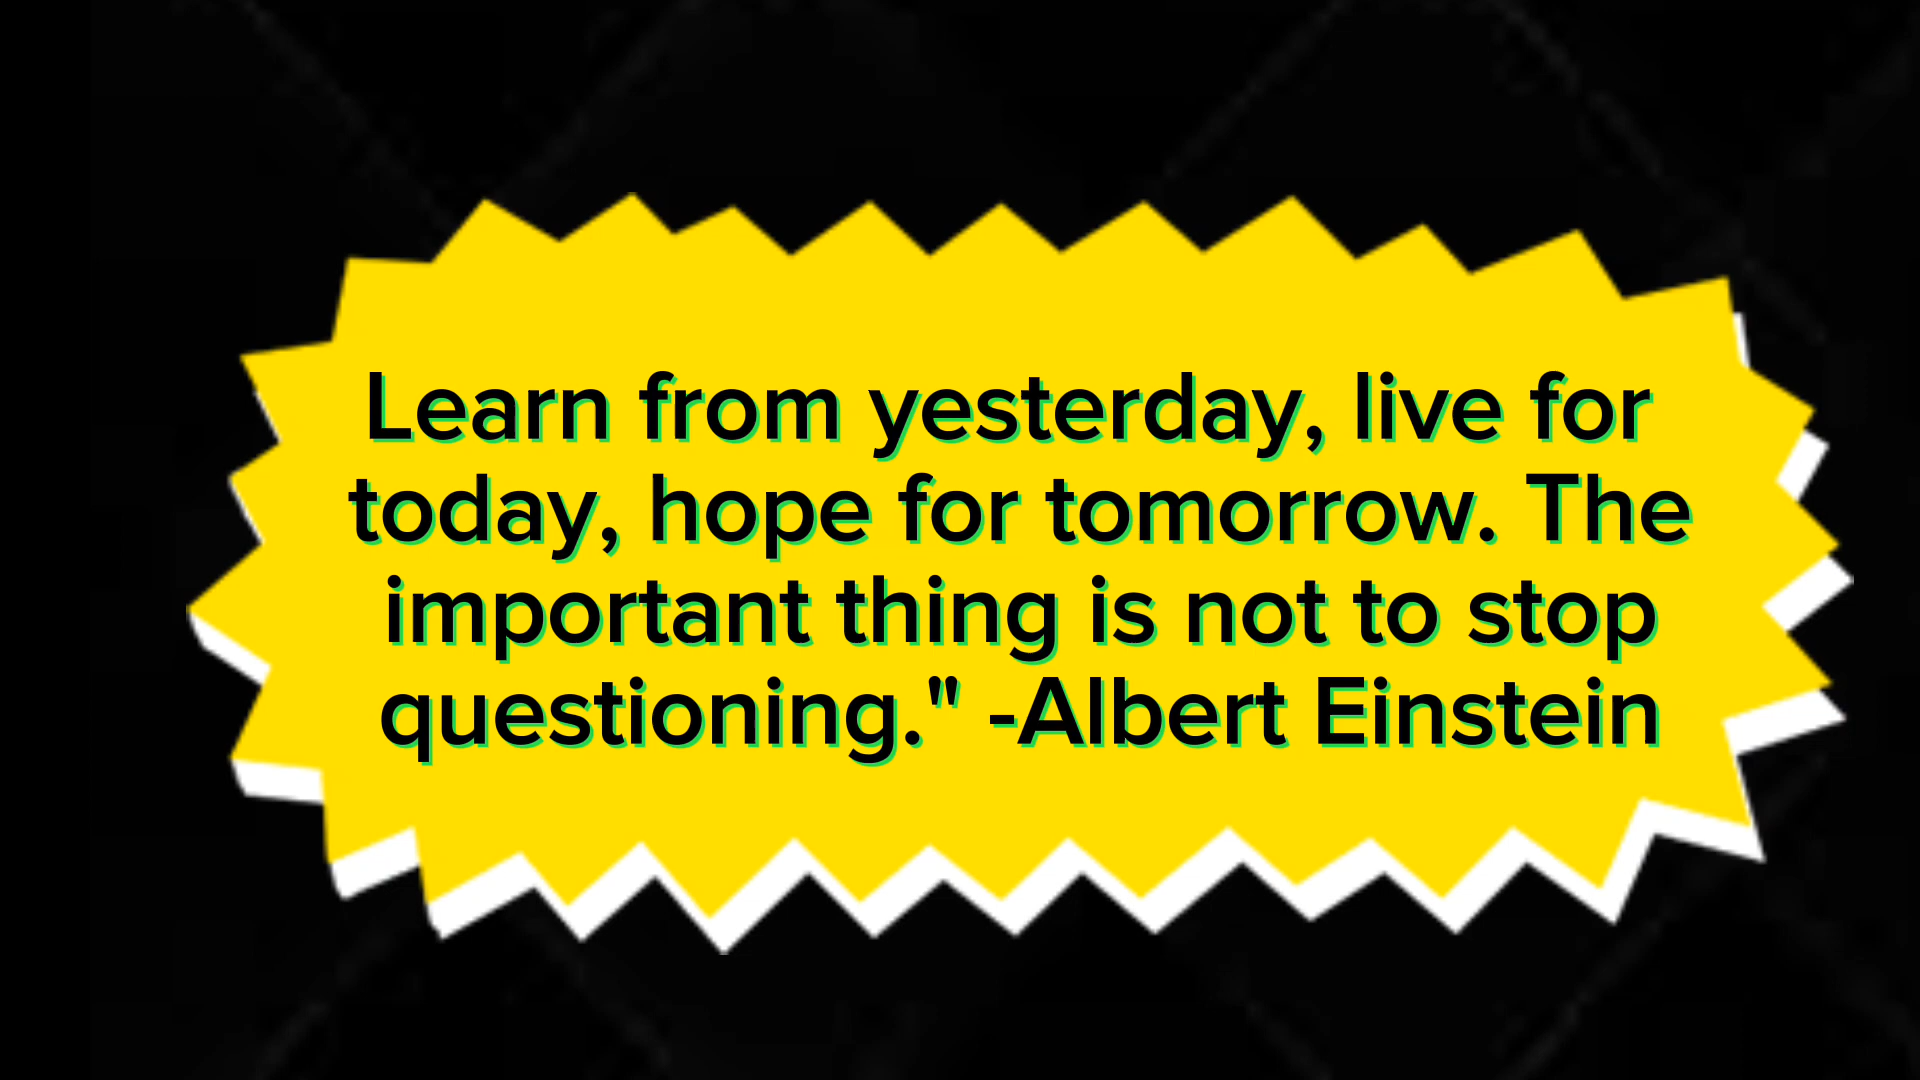 Learn from yesterday, live for
today, hope for tomorrow. The
important thing is not to stop
questioning." -Albert Einstein